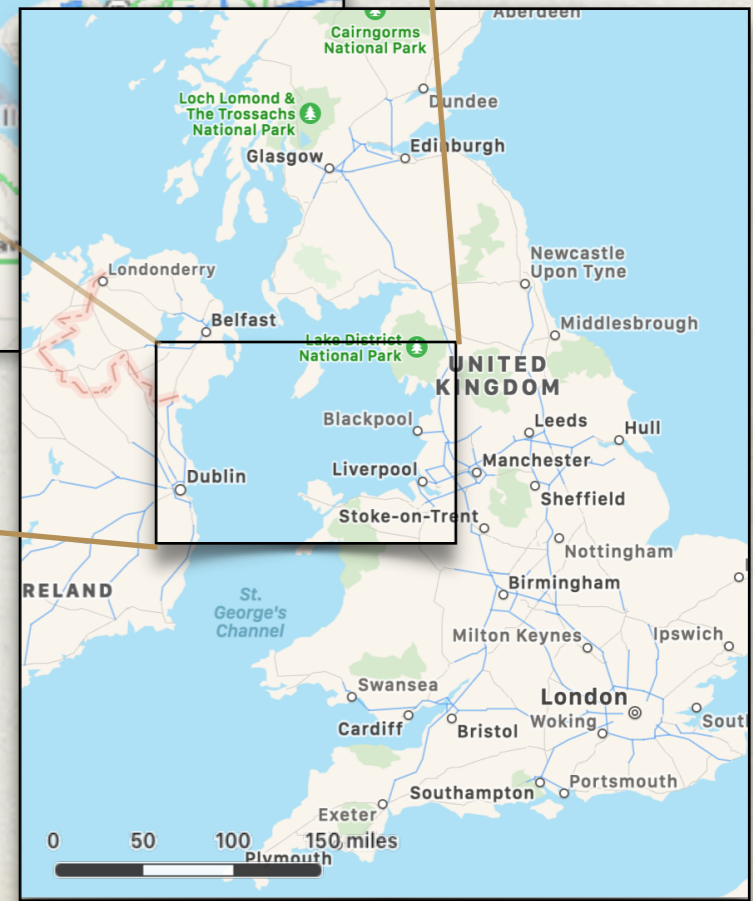 Aberdeen
Cairngorms
National Park
Loch Lomond &
The Trossachs
National Park
Dundee
Glasgow
Edinburgh
Londonderry
Newcastle
Upon Tyne
Belfast
Middlesbrough
Lake District
National Park
UNITED
KINGDOM
Blackpool
Leeds
Hull
Liverpool
Manchester
Dublin
Sheffield
Stoke-on-Trent
Nottingham
RELAND
St.
George's
Channel
Birmingham
Milton Keynes
Ipswich
Swansea
London
Cardiff
Bristol
Woking
Sout
Southampton
Portsmouth
Exeter
0 50 100 150 miles
Plymouth